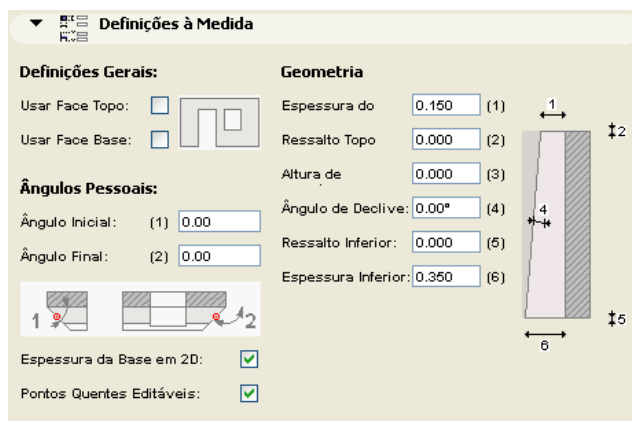 Definições à Medida
Definições Gerais:
Usar Face Topo:
Usar Face Base:
Ângulos Pessoais:
Ângulo Inicial: (1) 0.00
Ângulo Final: (2) 0.00
1 2
Espessura da Base em 2D:
Pontos Quentes Editáveis:
Geometria
Espessura do 0.150 (1)
Ressalto Topo 0.000 (2)
Altura de 0.000 (3)
Ângulo de Declive: 0.00° (4)
Ressalto Inferior: 0.000 (5)
Espessura Inferior: 0.350 (6)
1
2
4
5
6